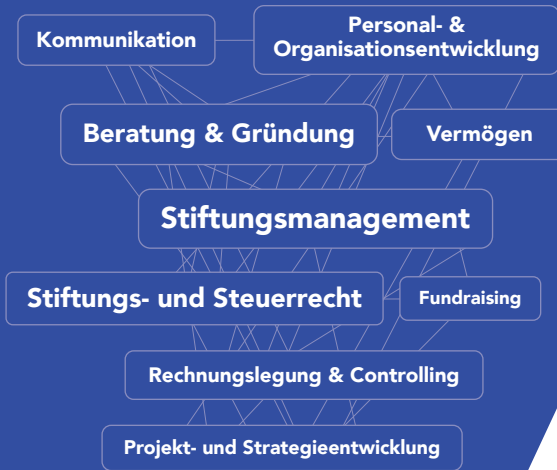 Kommunikation
Personal- &
Organisationsentwicklung
Beratung & Gründung
Vermögen
Stiftungsmanagement
Stiftungs- und Steuerrecht
Fundraising
Rechnungslegung & Controlling
Projekt- und Strategieentwicklung